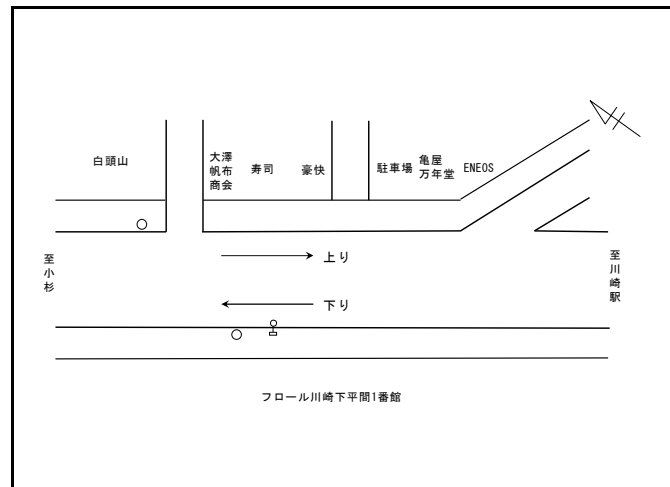 白頭山
大澤
帆布
商会
寿司
豪快
駐車場
亀屋
万年堂
ENEOS
至小杉
上り
下り
至川崎駅
フロール川崎下平間1番館